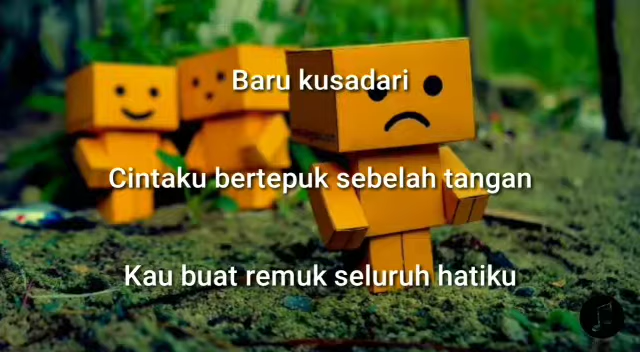 Baru kusadari
Cintaku bertepuk sebelah tangan
Kau buat remuk seluruh hatiku